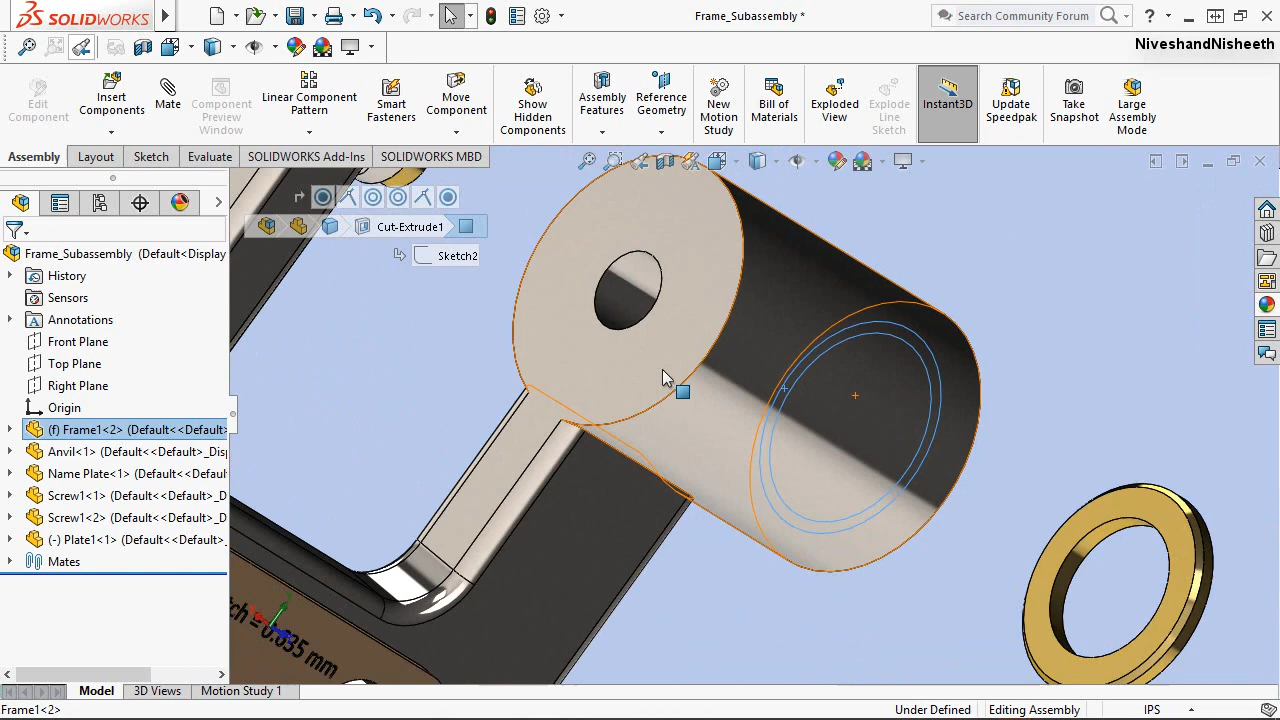 SOLIDWORKS
Frame_Subassembly *
Search Community Forum
?
NiveshandNisheeth
Edit Component
Insert Components
Mate
Component Preview Window
Linear Component Pattern
Smart Fasteners
Move Component
Show Hidden Components
Assembly Features
Reference Geometry
New Motion Study
Bill of Materials
Exploded View
Explode Line Sketch
Instant3D
Update Speedpak
Take Snapshot
Large Assembly Mode
Assembly
Layout
Sketch
Evaluate
SOLIDWORKS Add-Ins
SOLIDWORKS MBD
Cut-Extrude1
Sketch2
Frame_Subassembly (Default<Display
History
Sensors
Annotations
Front Plane
Top Plane
Right Plane
Origin
(f) Frame1<2> (Default<<Default>
Anvil<1> (Default<<Default>_Dis
Name Plate<1> (Default<<Defaul
Screw1<1> (Default<<Default>_D
Screw1<2> (Default<<Default>_D
(-) Plate1<1> (Default<<Default>
Mates
tch = 0.635 mm
Model
3D Views
Motion Study 1
Frame1<2>
Under Defined
Editing Assembly
IPS